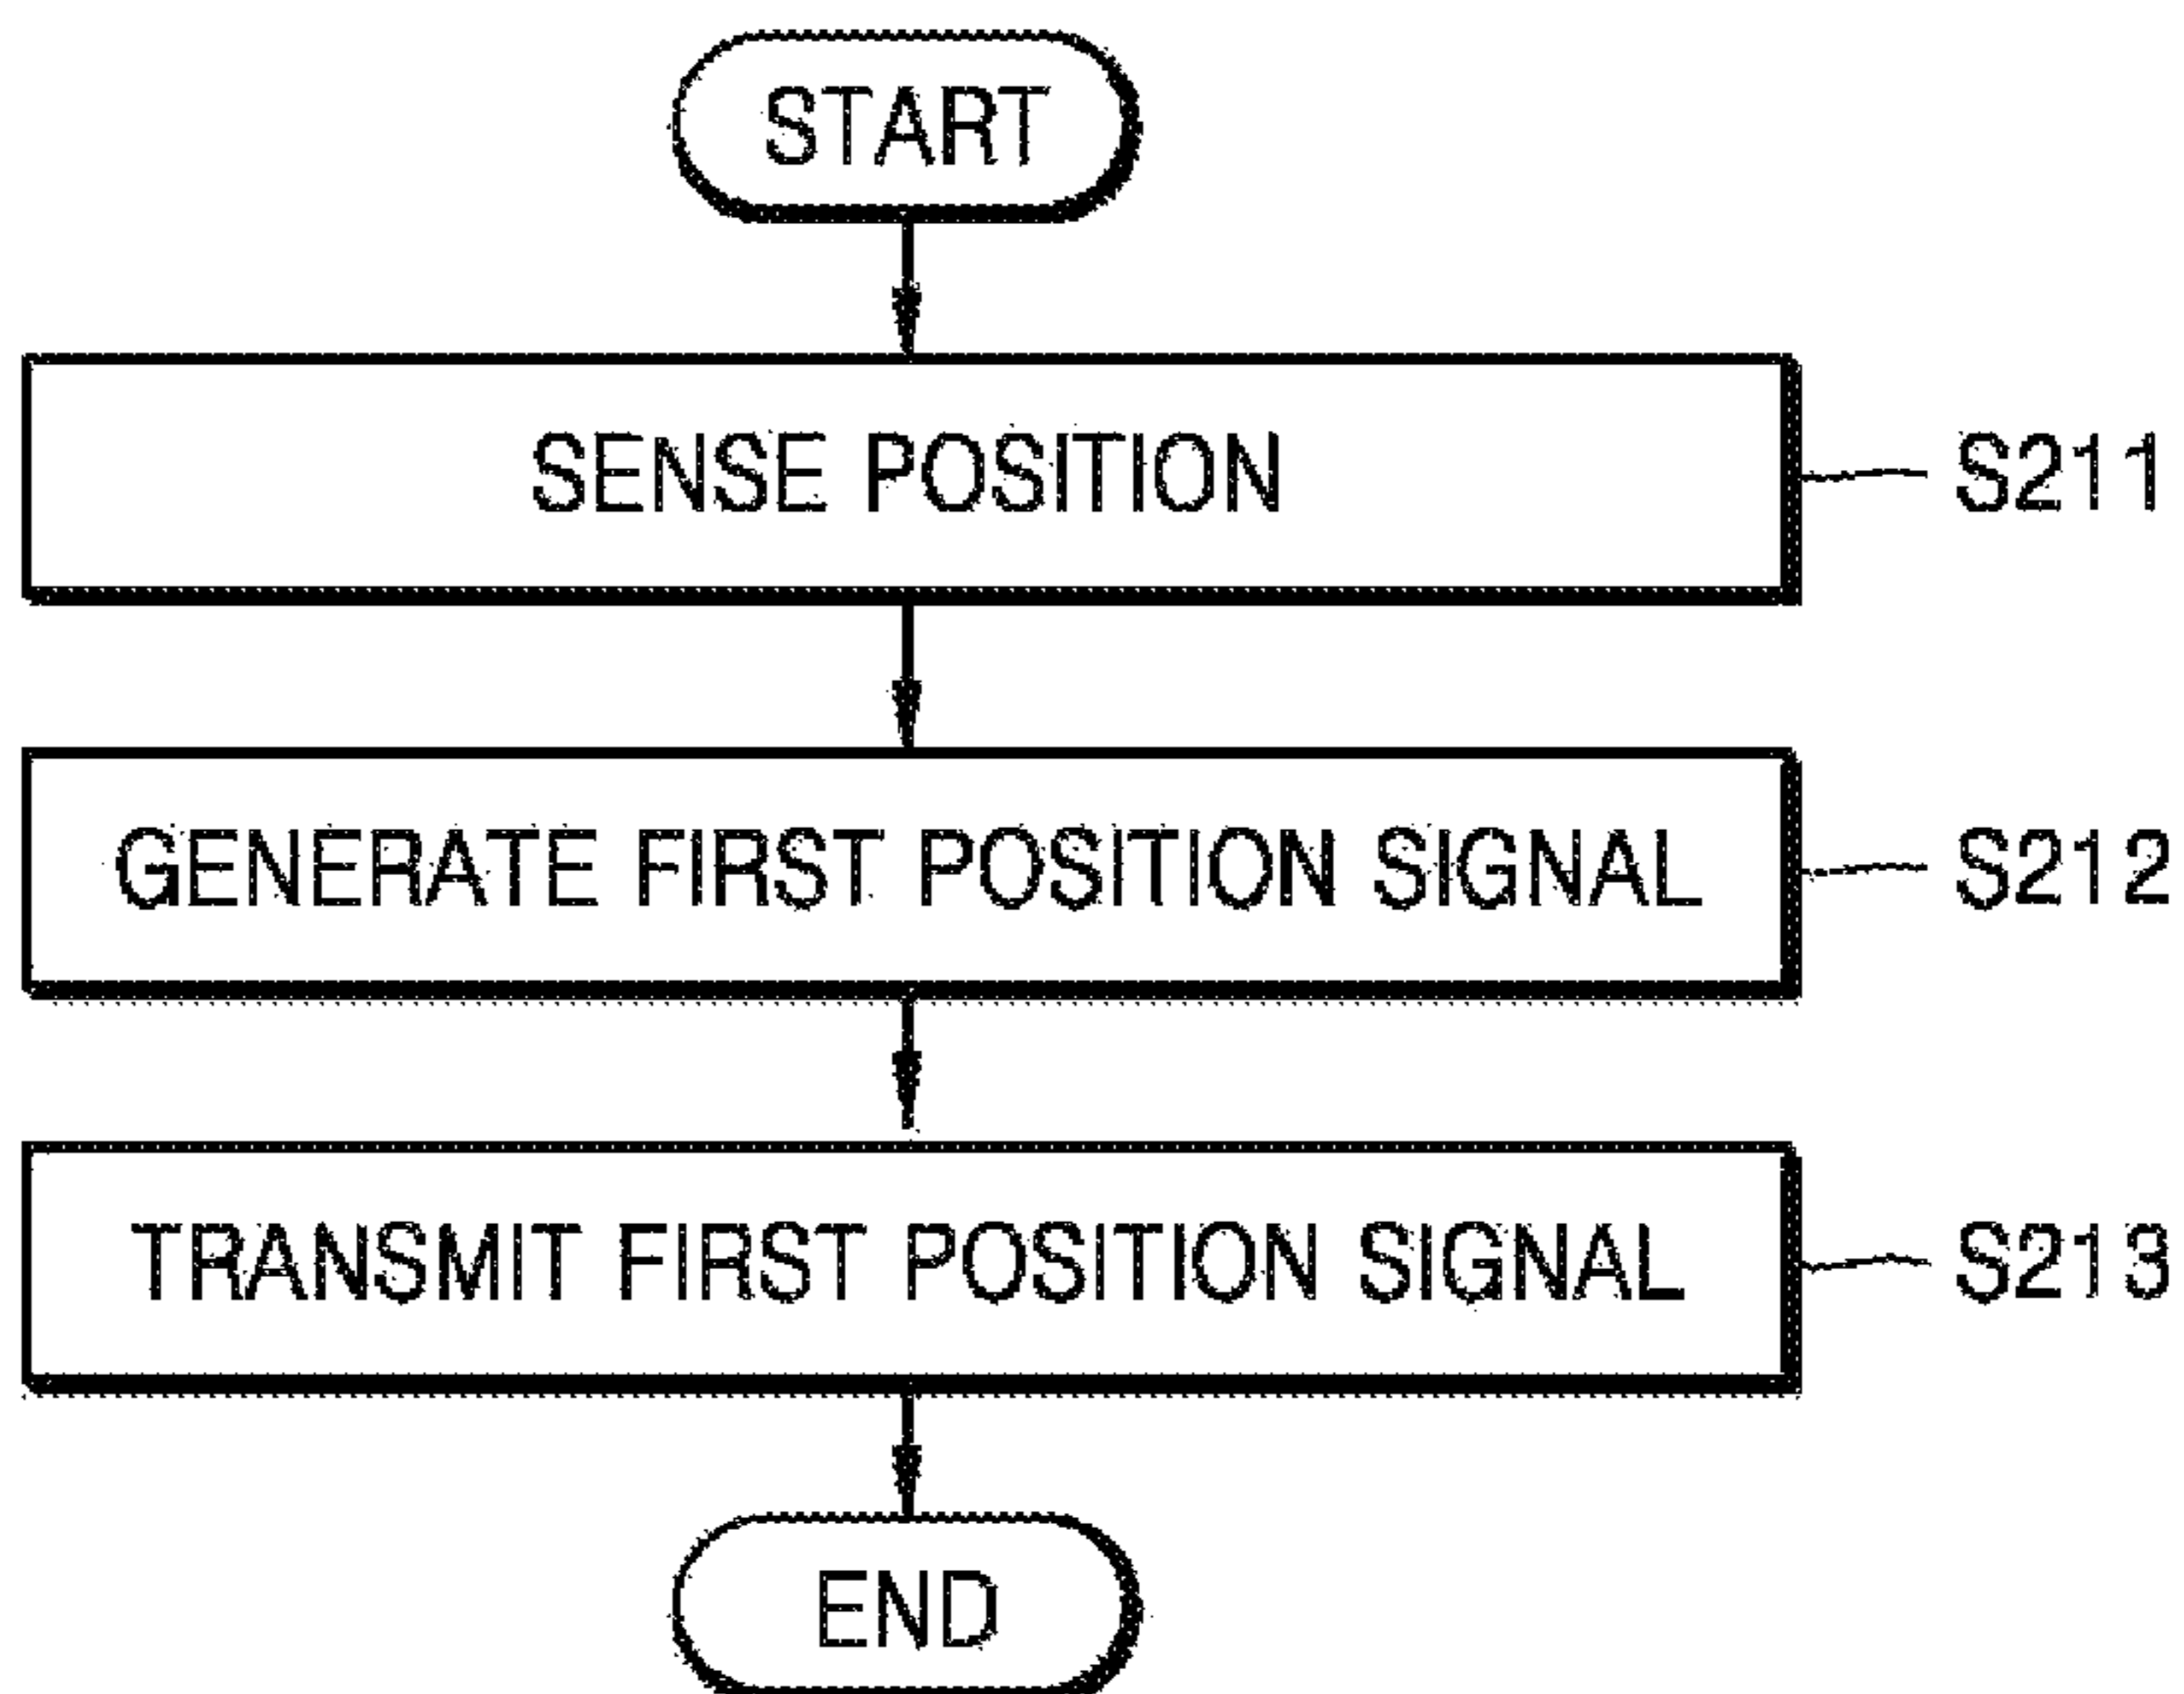 START
SENSE POSITION S211
GENERATE FIRST POSITION SIGNAL S212
TRANSMIT FIRST POSITION SIGNAL S213
END